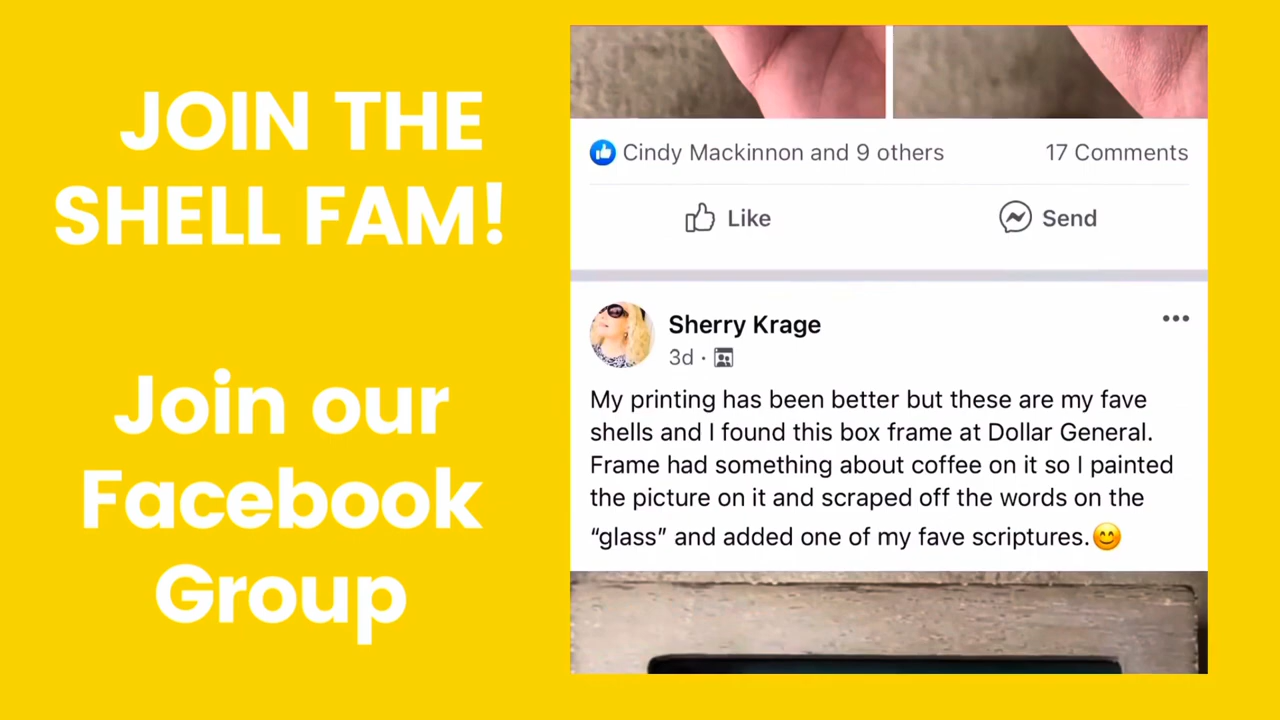 JOIN THE
SHELL FAM!
Join our
Facebook
Group
Cindy Mackinnon and 9 others
17 Comments
Like
Send
Sherry Krage
3d ·
My printing has been better but these are my fave
shells and I found this box frame at Dollar General.
Frame had something about coffee on it so I painted
the picture on it and scraped off the words on the
“glass” and added one of my fave scriptures.😊